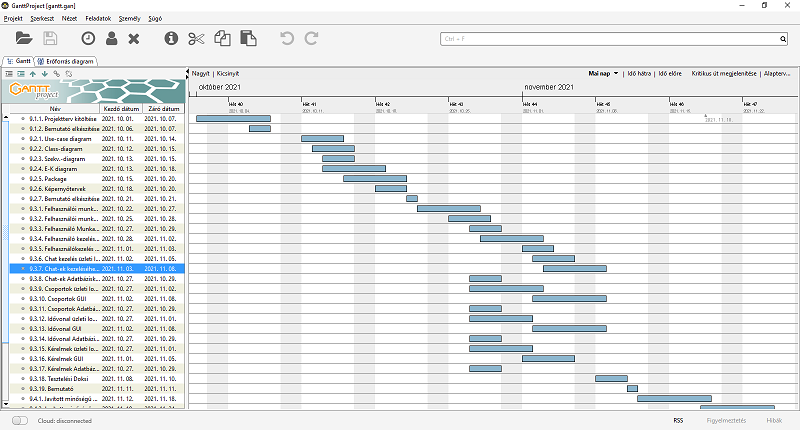 GanttProject [gantt.gan]
Projekt Szerkeszt Nézet Feladatok Személy Súgó
Ctrl + F
Gantt Erőforrás diagram
Nagyít | Kicsinyít
Mai nap | Idő hátra | Idő előre Kritikus út megjelenítése | Alapterv...
GANTT project
október 2021 november 2021
Hét 40 Hét 41 Hét 42 Hét 43 Hét 44 Hét 45 Hét 46 Hét 47
Név Kezdő dátum Záró dátum
9.1.1. Projektterv kitöltése 2021. 10. 01. 2021. 10. 07.
9.1.2. Bemutató elkészítése 2021. 10. 06. 2021. 10. 07.
9.2.1. Use-case diagram 2021. 10. 11. 2021. 10. 14.
9.2.2. Class-diagram 2021. 10. 12. 2021. 10. 15.
9.2.3. Szekv.-diagram 2021. 10. 13. 2021. 10. 15.
9.2.4. E-K diagram 2021. 10. 13. 2021. 10. 18.
9.2.5. Package 2021. 10. 15. 2021. 10. 20.
9.2.6. Képernyőtervek 2021. 10. 18. 2021. 10. 20.
9.2.7. Bemutató elkészítése 2021. 10. 21. 2021. 10. 21.
9.3.1. Felhasználói munk... 2021. 10. 22. 2021. 10. 27.
9.3.2. Felhasználói munk... 2021. 10. 25. 2021. 10. 28.
9.3.3. Felhasználó Munka... 2021. 10. 27. 2021. 10. 29.
9.3.4. Felhasználó kezelés... 2021. 10. 28. 2021. 11. 02.
9.3.5. Felhasználókezelés ... 2021. 11. 01. 2021. 11. 03.
9.3.6. Chat kezelés üzleti l... 2021. 11. 02. 2021. 11. 05.
9.3.7. Chat-ek kezeléséhe... 2021. 11. 03. 2021. 11. 08.
9.3.8. Chat-ek Adatbázisk... 2021. 10. 27. 2021. 10. 29.
9.3.9. Csoportok üzleti lo... 2021. 10. 27. 2021. 11. 02.
9.3.10. Csoportok GUI 2021. 11. 02. 2021. 11. 08.
9.3.11. Csoportok Adatbá... 2021. 10. 27. 2021. 10. 29.
9.3.12. Idővonal üzleti lo... 2021. 10. 27. 2021. 11. 01.
9.3.13. Idővonal GUI 2021. 11. 02. 2021. 11. 08.
9.3.14. Idővonal Adatbázi... 2021. 10. 27. 2021. 10. 29.
9.3.15. Kérelmek üzleti lo... 2021. 10. 27. 2021. 11. 01.
9.3.16. Kérelmek GUI 2021. 11. 01. 2021. 11. 05.
9.3.17. Kérelmek Adatbáz... 2021. 10. 27. 2021. 10. 29.
9.3.18. Tesztelési Doksi 2021. 11. 08. 2021. 11. 10.
9.3.19. Bemutató 2021. 11. 11. 2021. 11. 11.
9.4.1. Javított minőségű ... 2021. 11. 12. 2021. 11. 18.
Cloud: disconnected RSS Figyelmeztetés Hibák